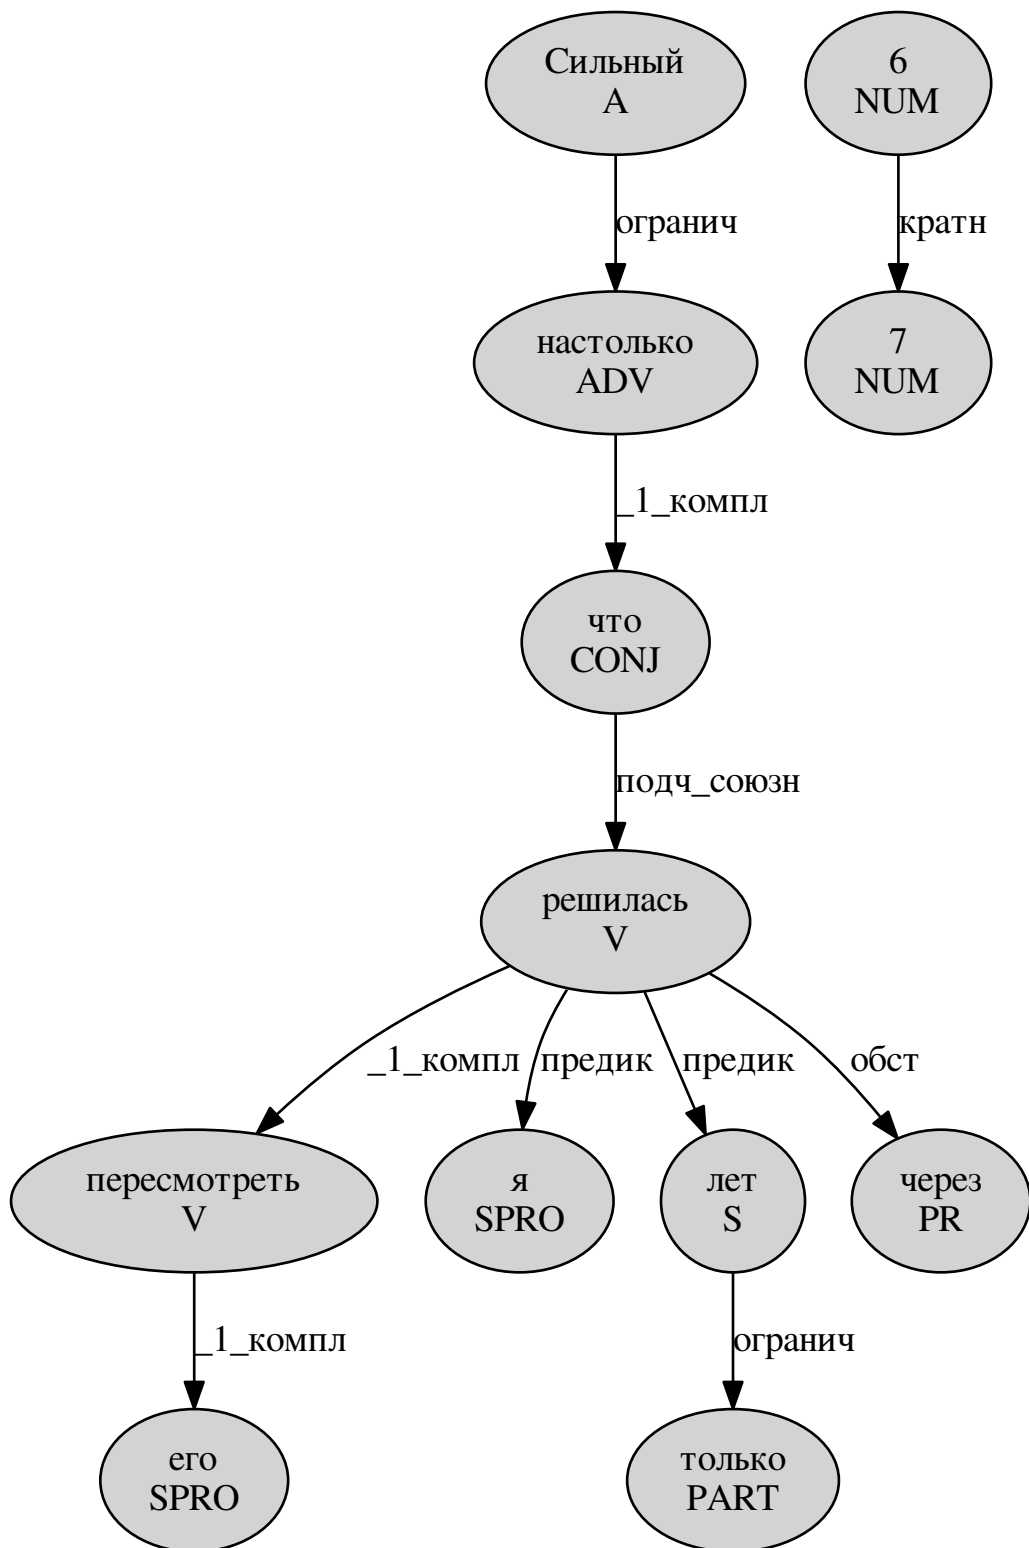 Сильный
A
6
NUM
огранич
кратн
настолько
ADV
7
NUM
_1_компл
что
CONJ
подч_союзн
решилась
V
_1_компл
предик
предик
обст
пересмотреть
V
я
SPRO
лет
S
через
PR
_1_компл
огранич
его
SPRO
только
PART